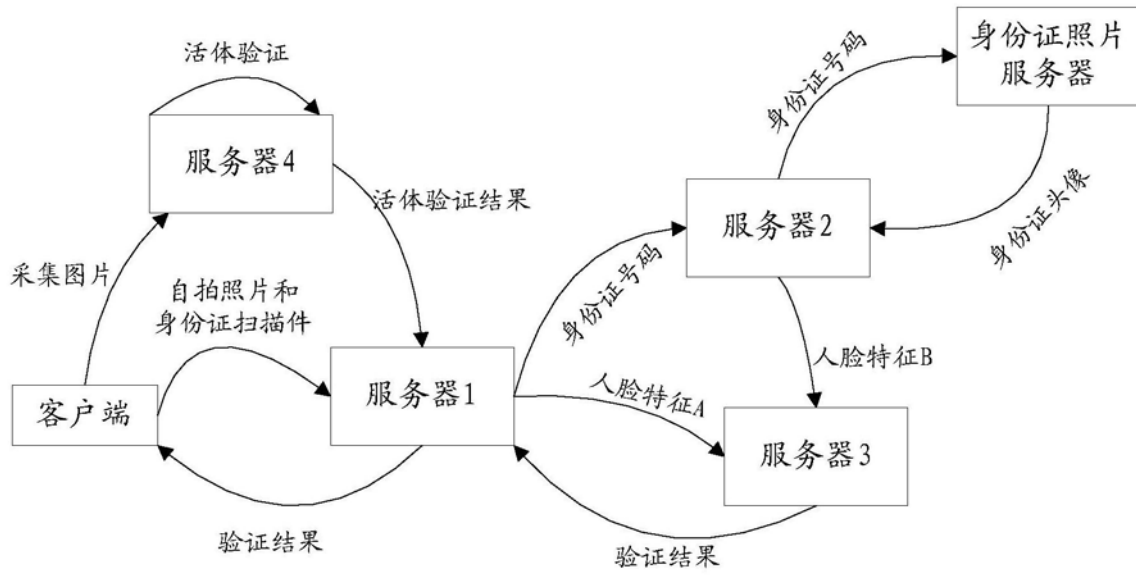 活体验证
身份证照片
服务器
身份证号码
服务器4
活体验证结果
服务器2
身份证头像
采集图片
自拍照片和
身份证扫描件
身份证号码
人脸特征B
客户端
服务器1
人脸特征A
服务器3
验证结果
验证结果